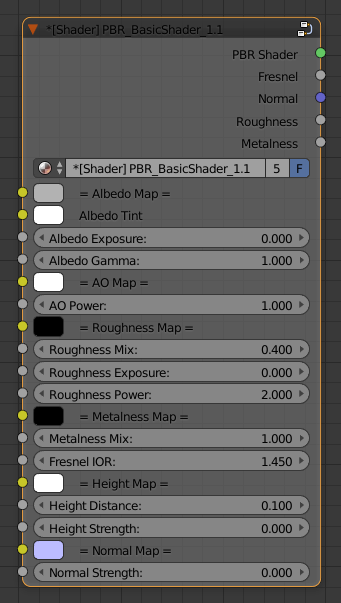 *[Shader] PBR_BasicShader_1.1
PBR Shader
Fresnel
Normal
Roughness
Metalness
*[Shader] PBR_BasicShader_1.1 5 F
= Albedo Map =
Albedo Tint
Albedo Exposure: 0.000
Albedo Gamma: 1.000
= AO Map =
AO Power: 1.000
= Roughness Map =
Roughness Mix: 0.400
Roughness Exposure: 0.000
Roughness Power: 2.000
= Metalness Map =
Metalness Mix: 1.000
Fresnel IOR: 1.450
= Height Map =
Height Distance: 0.100
Height Strength: 0.000
= Normal Map =
Normal Strength: 0.000